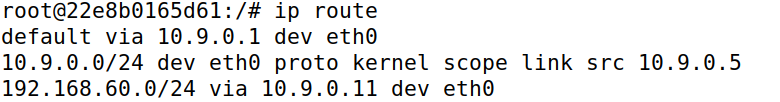 root@22e8b0165d61:/# ip route
default via 10.9.0.1 dev eth0
10.9.0.0/24 dev eth0 proto kernel scope link src 10.9.0.5
192.168.60.0/24 via 10.9.0.11 dev eth0